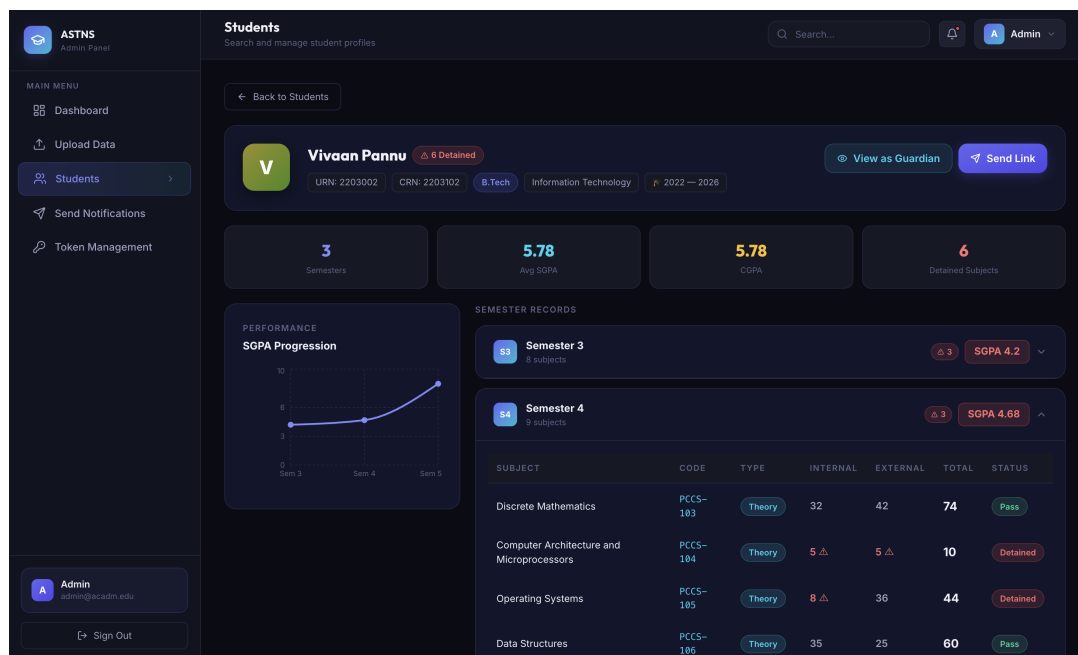 ASTNS
Admin Panel
MAIN MENU
Dashboard
Upload Data
Students
Send Notifications
Token Management
A
Admin
admin@acadm.edu
Sign Out
Students
Search and manage student profiles
Search...
A Admin
Back to Students
V
Vivaan Pannu
6 Detained
URN: 2203002
CRN: 2203102
B.Tech
Information Technology
2022 — 2026
View as Guardian
Send Link
3
Semesters
5.78
Avg SGPA
5.78
CGPA
6
Detained Subjects
PERFORMANCE
SGPA Progression
10
6
3
0
Sem 3 Sem 4 Sem 5
SEMESTER RECORDS
S3
Semester 3
8 subjects
3
SGPA 4.2
S4
Semester 4
9 subjects
3
SGPA 4.68
SUBJECT CODE TYPE INTERNAL EXTERNAL TOTAL STATUS
Discrete Mathematics PCCS-
103 Theory 32 42 74 Pass
Computer Architecture and
Microprocessors PCCS-
104 Theory 5 5 10 Detained
Operating Systems PCCS-
105 Theory 8 36 44 Detained
Data Structures PCCS-
106 Theory 35 25 60 Pass